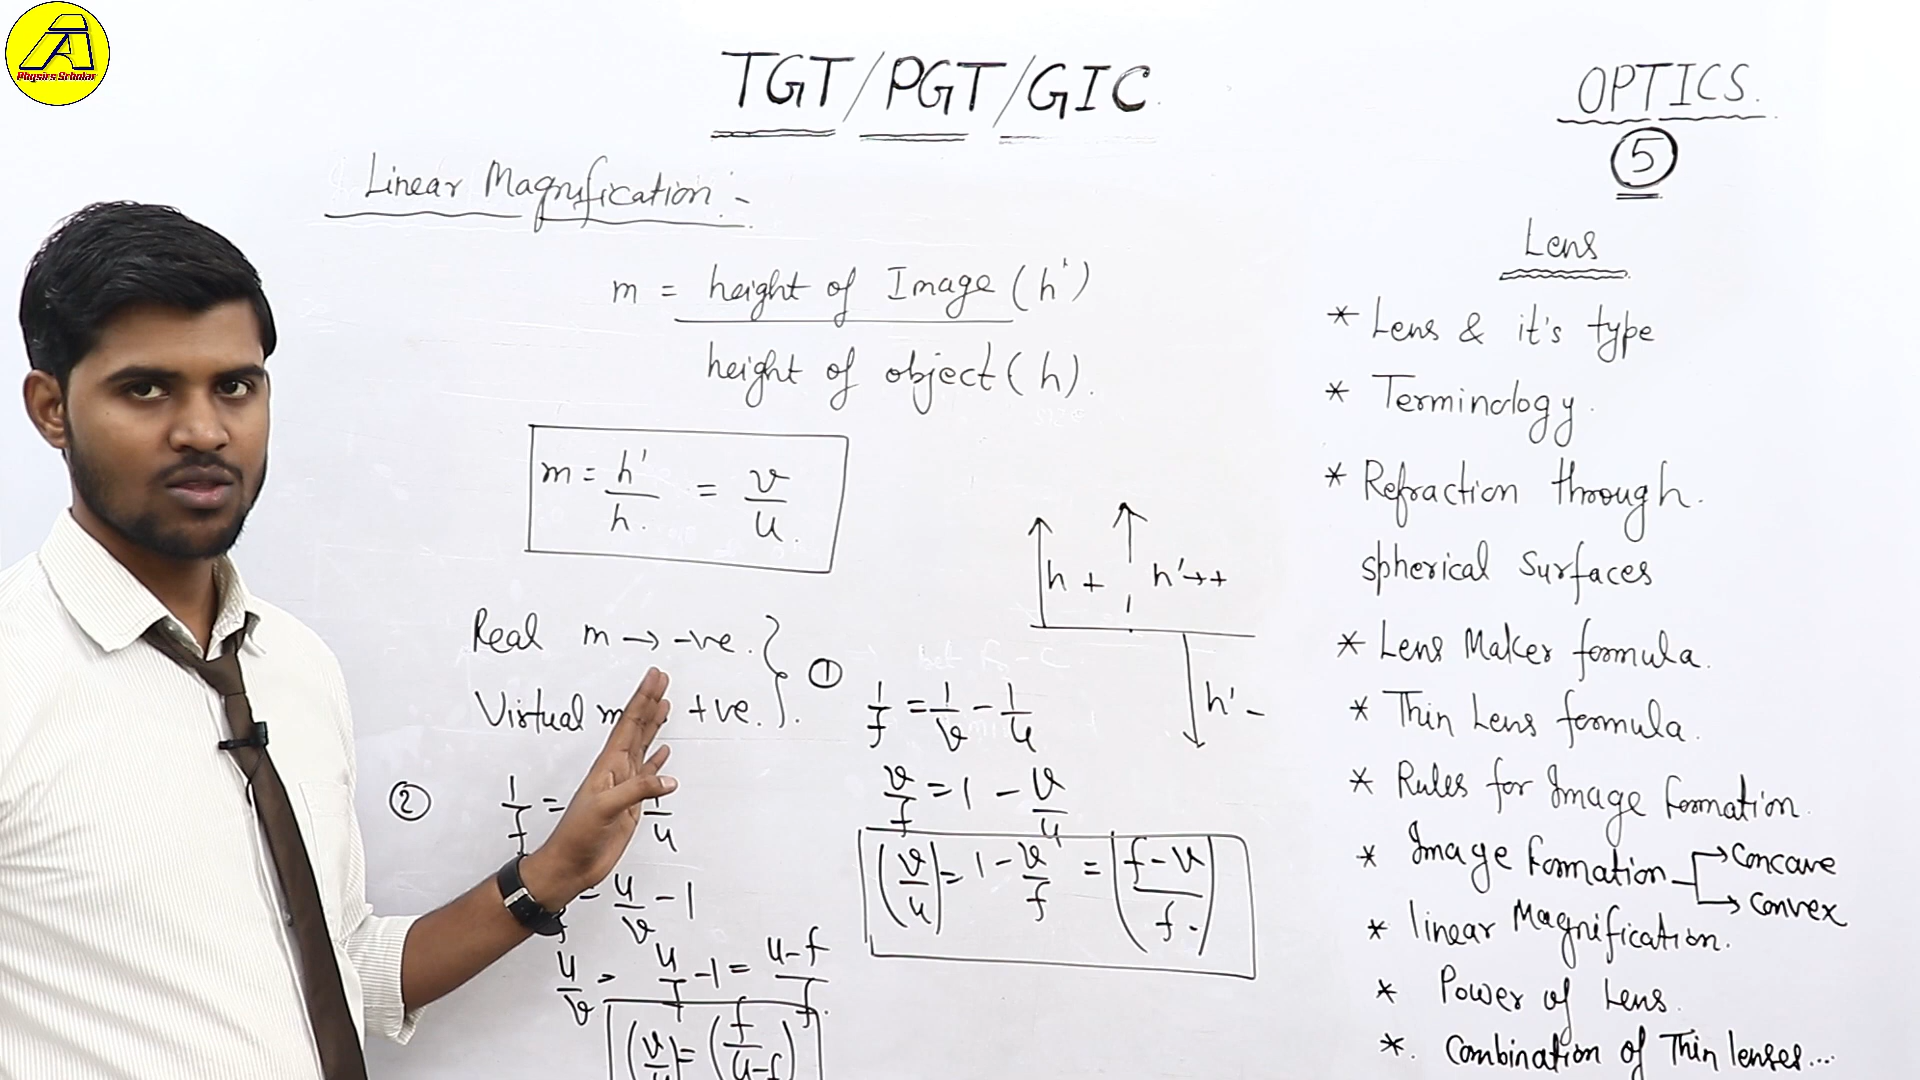 Physics Scholar
TGT/PGT/GIC
Linear Magnification:-
m = height of Image (h')
height of object (h).
m = h'/h. = v/u.
Real m → -ve.
Virtual m +ve.
h + h'→+
h' -
①
1/f = 1/v - 1/u
v/f = 1 - v/u
(v/u) = 1 - v/f = (f-v/f.)
②
1/f = 1/u
= u/v - 1
u/v = u/f - 1 = u-f/f.
(v/u) = (f/u-f)
OPTICS.
5
Lens
* Lens & it's type
* Terminology.
* Refraction through.
spherical surfaces
* Lens Maker formula.
* Thin Lens formula.
* Rules for Image Formation.
* Image Formation → Concave
→ Convex
* linear Magnification.
* Power of Lens.
*. Combination of Thin lenses...